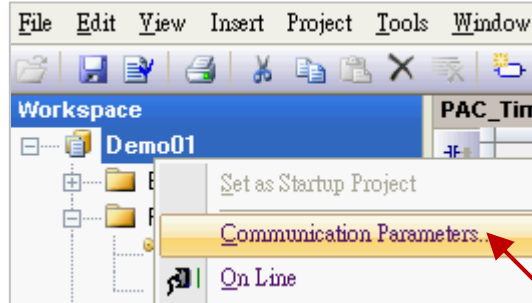 File Edit View Insert Project Tools Window
Workspace
PAC_Tim
Demo01
Set as Startup Project
Communication Parameters...
On Line